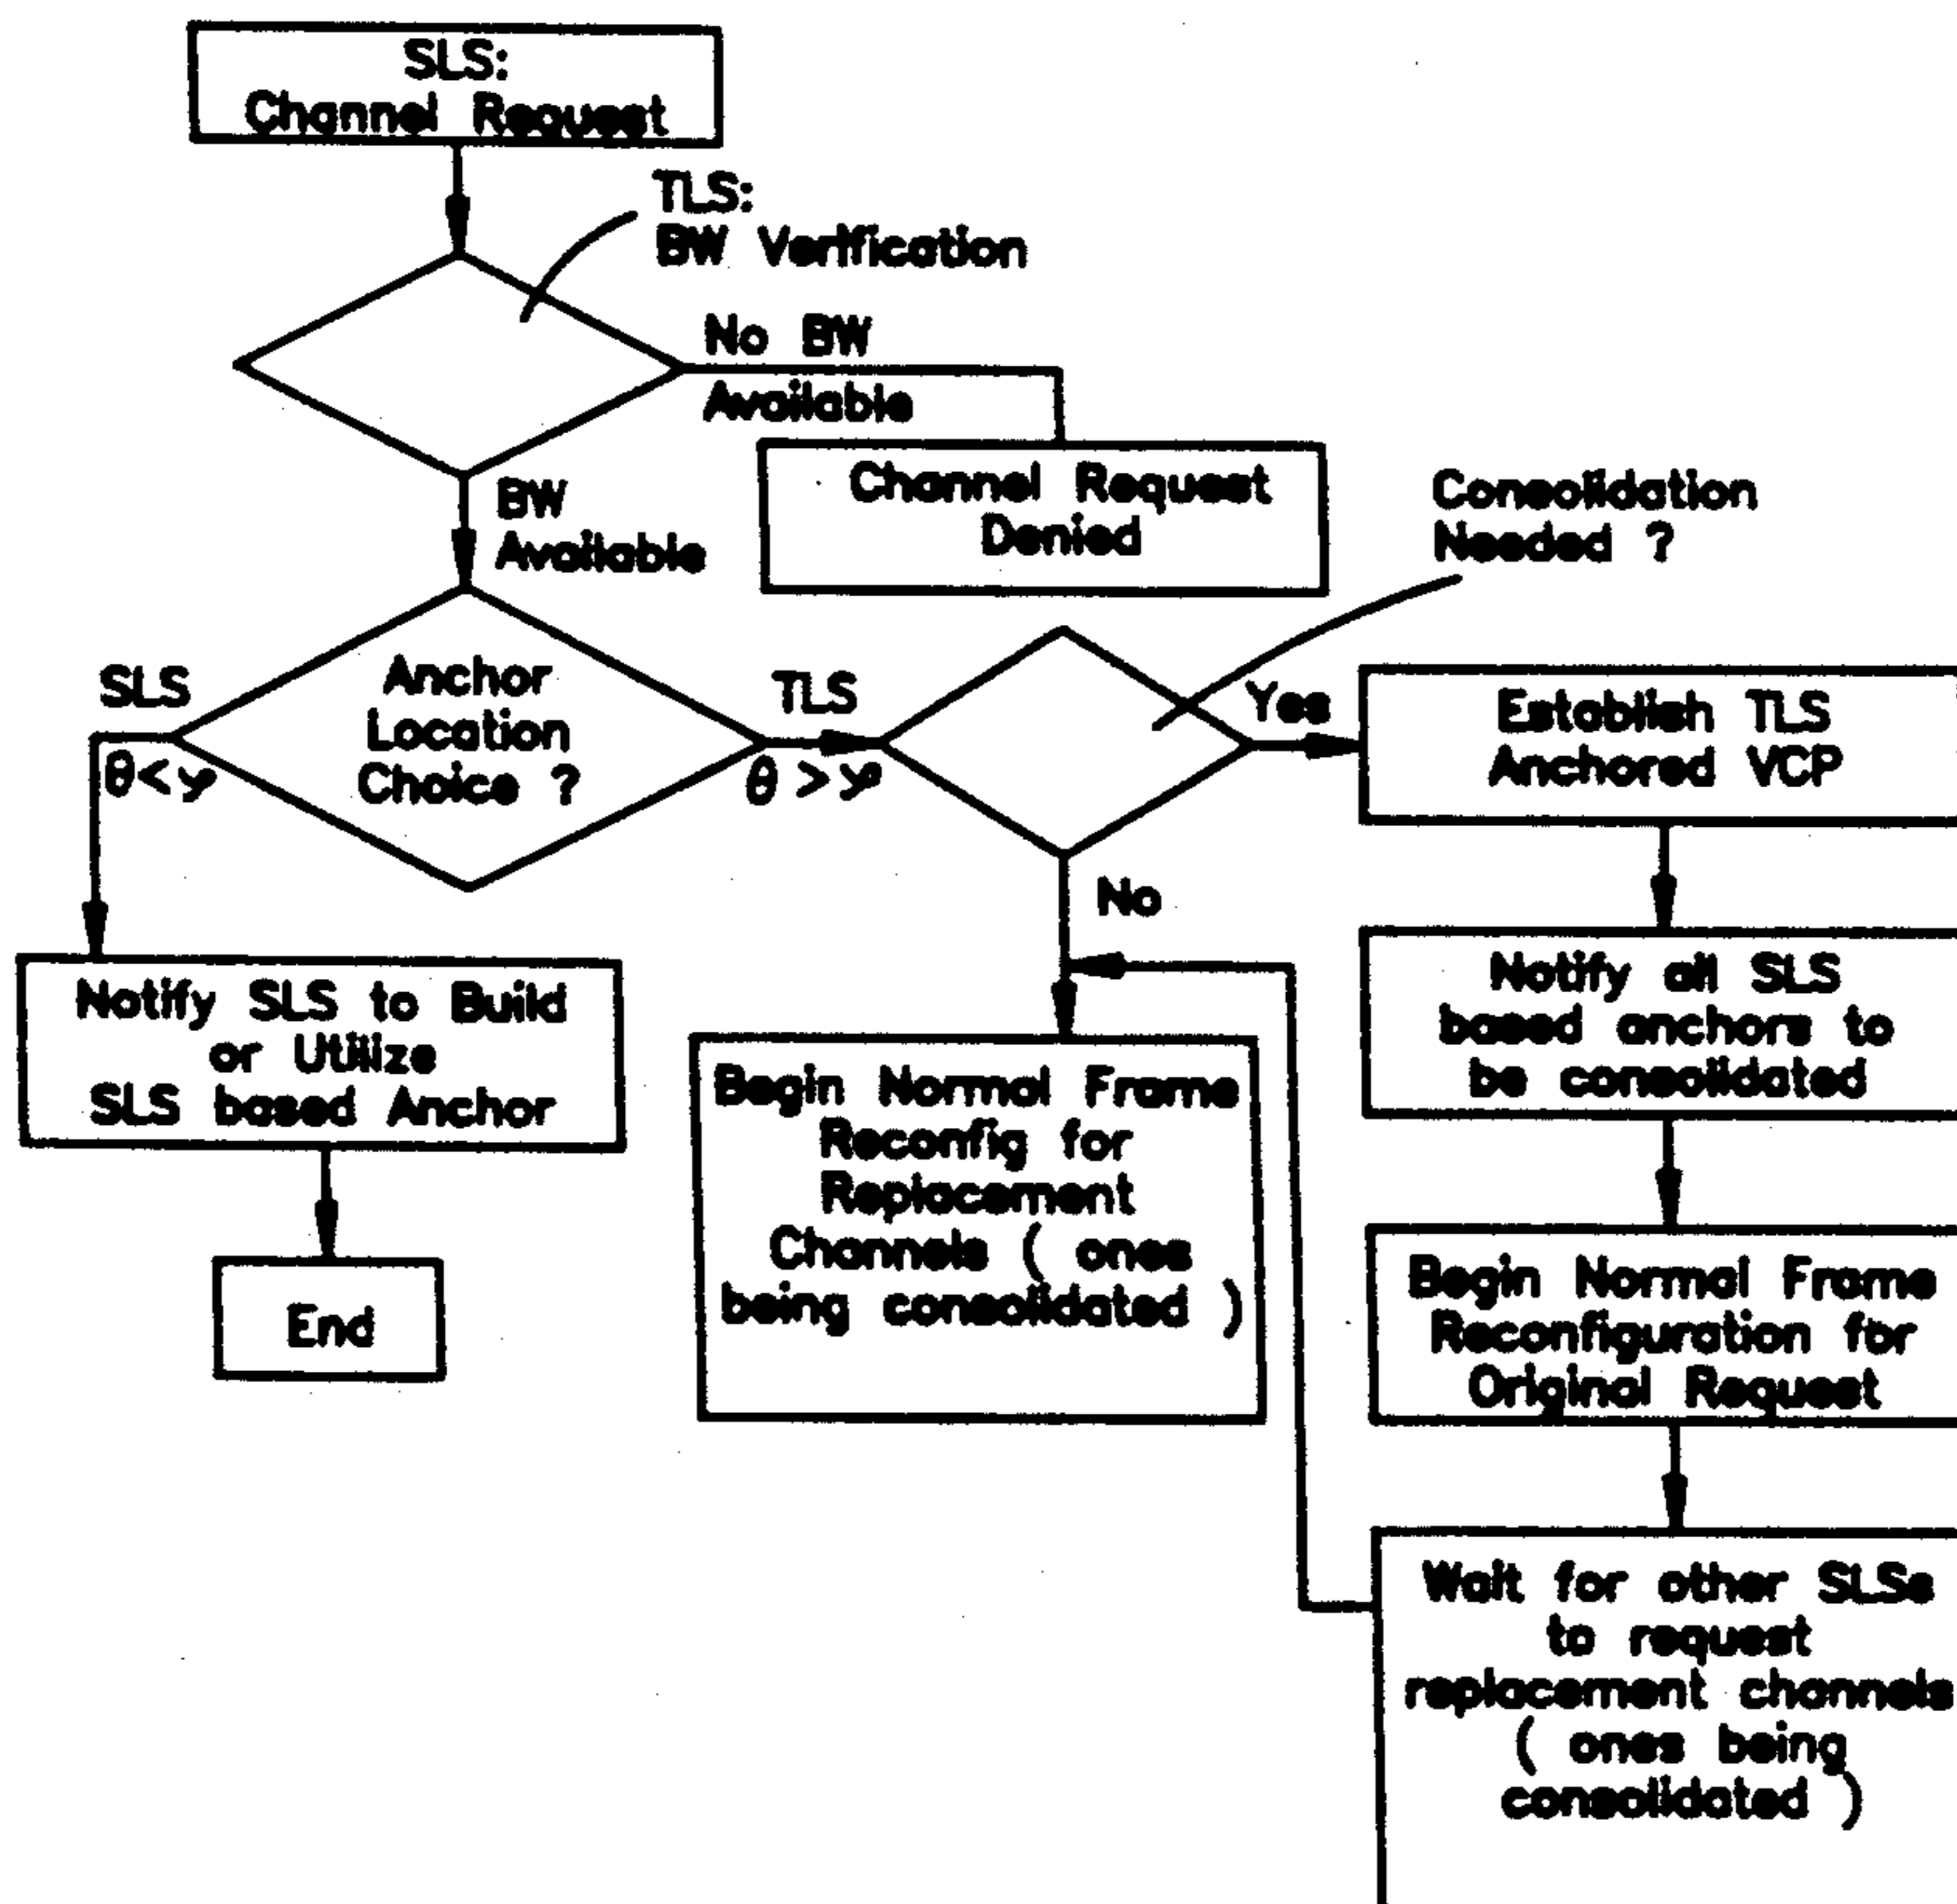 SLS:
Channel Request
TLS:
BW Verification
No BW
Available
Channel Request
Denied
BW
Available
Consolidation
Needed ?
SLS
θ<γ
Anchor
Location
Choice ?
TLS
θ >γ
Yes
No
Establish TLS
Anchored VCP
Notify all SLS
based anchors to
be consolidated
Notify SLS to Build
or Utilize
SLS based Anchor
End
Begin Normal Frame
Reconfig for
Replacement
Channels ( ones
being consolidated )
Begin Normal Frame
Reconfiguration for
Original Request
Wait for other SLSs
to request
replacement channels
( ones being
consolidated )